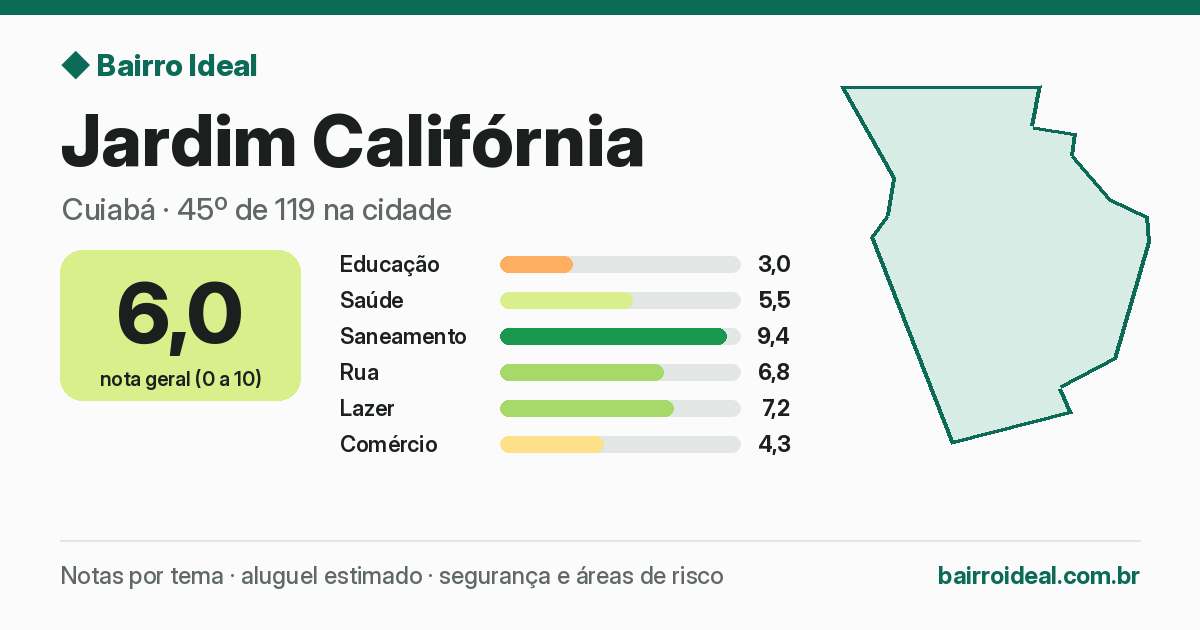 Bairro Ideal
Jardim Califórnia
Cuiabá · 45º de 119 na cidade
6,0
nota geral (0 a 10)
Educação 3,0
Saúde 5,5
Saneamento 9,4
Rua 6,8
Lazer 7,2
Comércio 4,3
Notas por tema · aluguel estimado · segurança e áreas de risco
bairroideal.com.br